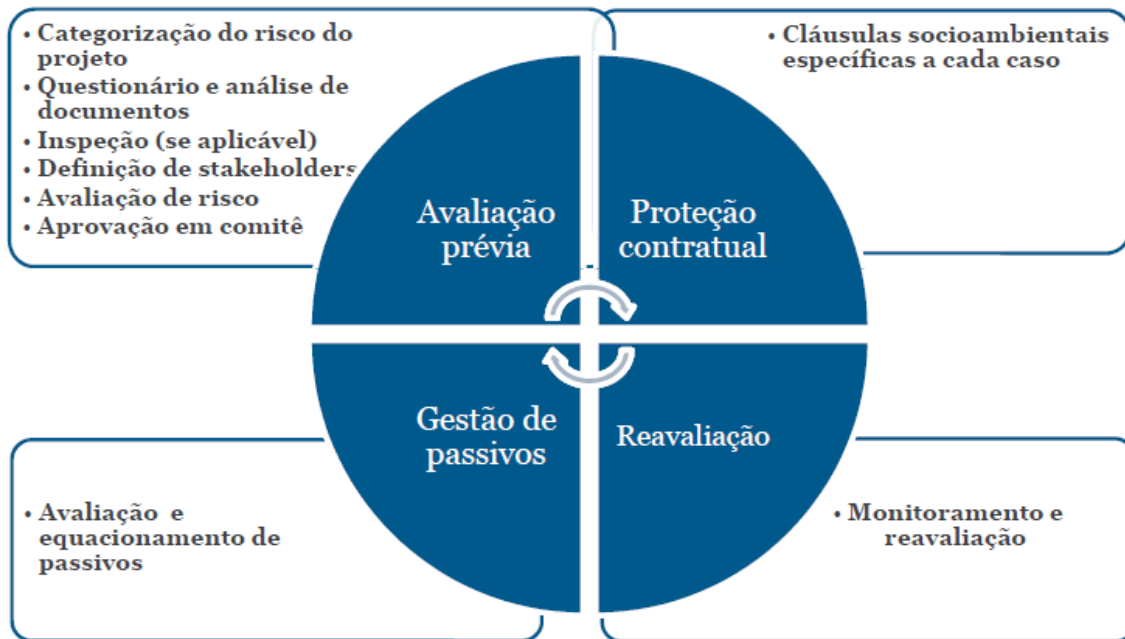 • Categorização do risco do
projeto
• Questionário e análise de
documentos
• Inspeção (se aplicável)
• Definição de stakeholders
• Avaliação de risco
• Aprovação em comitê
• Cláusulas socioambientais
específicas a cada caso
Avaliação
prévia
Proteção
contratual
Gestão de
passivos
Reavaliação
• Avaliação e
equacionamento de
passivos
• Monitoramento e
reavaliação